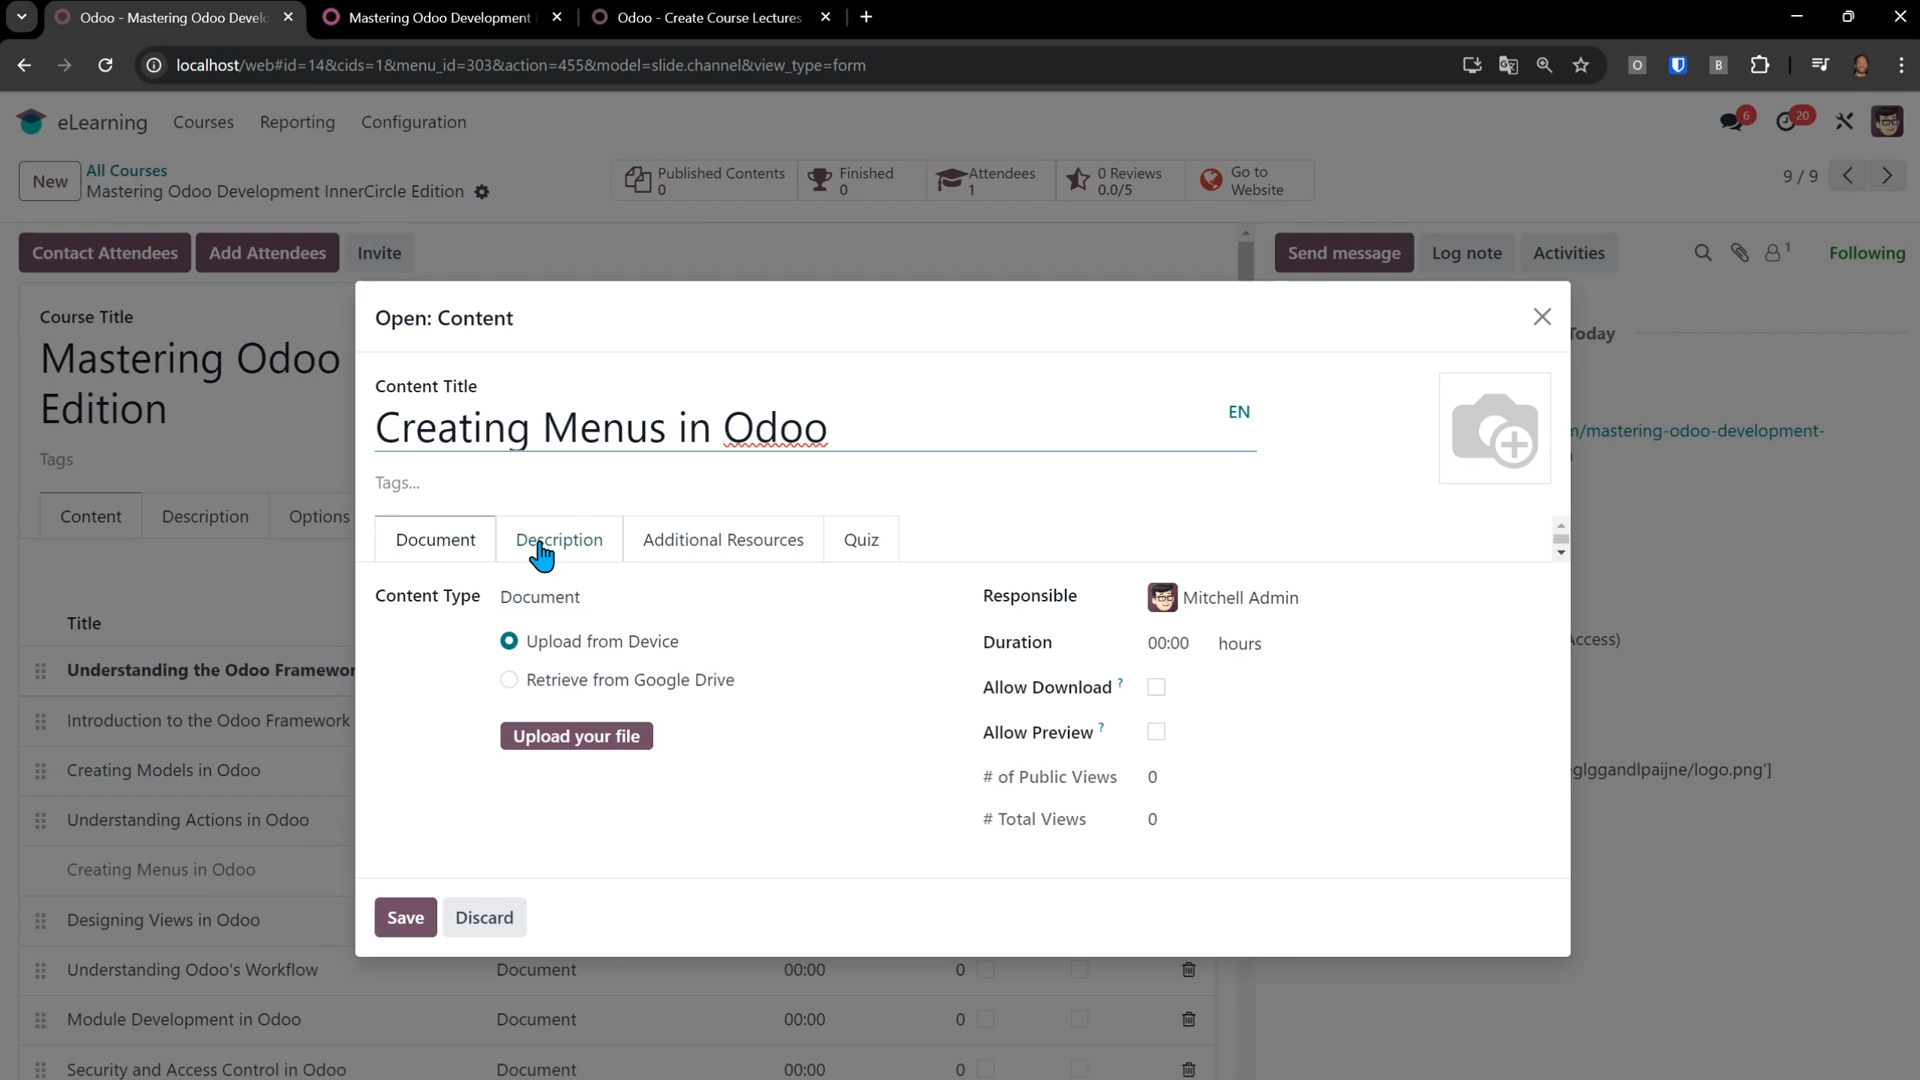 Odoo - Mastering Odoo Devel
Mastering Odoo Development
Odoo - Create Course Lectures
localhost/web#id=14&cids=1&menu_id=303&action=455&model=slide.channel&view_type=form
O
B
eLearning Courses Reporting Configuration
6
20
New
All Courses
Mastering Odoo Development InnerCircle Edition
Published Contents
0
Finished
0
Attendees
1
0 Reviews
0.0/5
Go to
Website
9 / 9
Contact Attendees Add Attendees Invite
Send message Log note Activities
1
Following
Course Title
Mastering Odoo
Edition
Tags
Content Description Options
Title
Understanding the Odoo Framewor
Introduction to the Odoo Framework
Creating Models in Odoo
Understanding Actions in Odoo
Creating Menus in Odoo
Designing Views in Odoo
Understanding Odoo's Workflow Document 00:00 0
Module Development in Odoo Document 00:00 0
Security and Access Control in Odoo Document 00:00 0
Today
m/mastering-odoo-development-
Access)
eglggandlpaijne/logo.png']
Open: Content
Content Title
Creating Menus in Odoo
EN
Tags...
Document Description Additional Resources Quiz
Content Type Document
Upload from Device
Retrieve from Google Drive
Upload your file
Responsible Mitchell Admin
Duration 00:00 hours
Allow Download ?
Allow Preview ?
# of Public Views 0
# Total Views 0
Save Discard